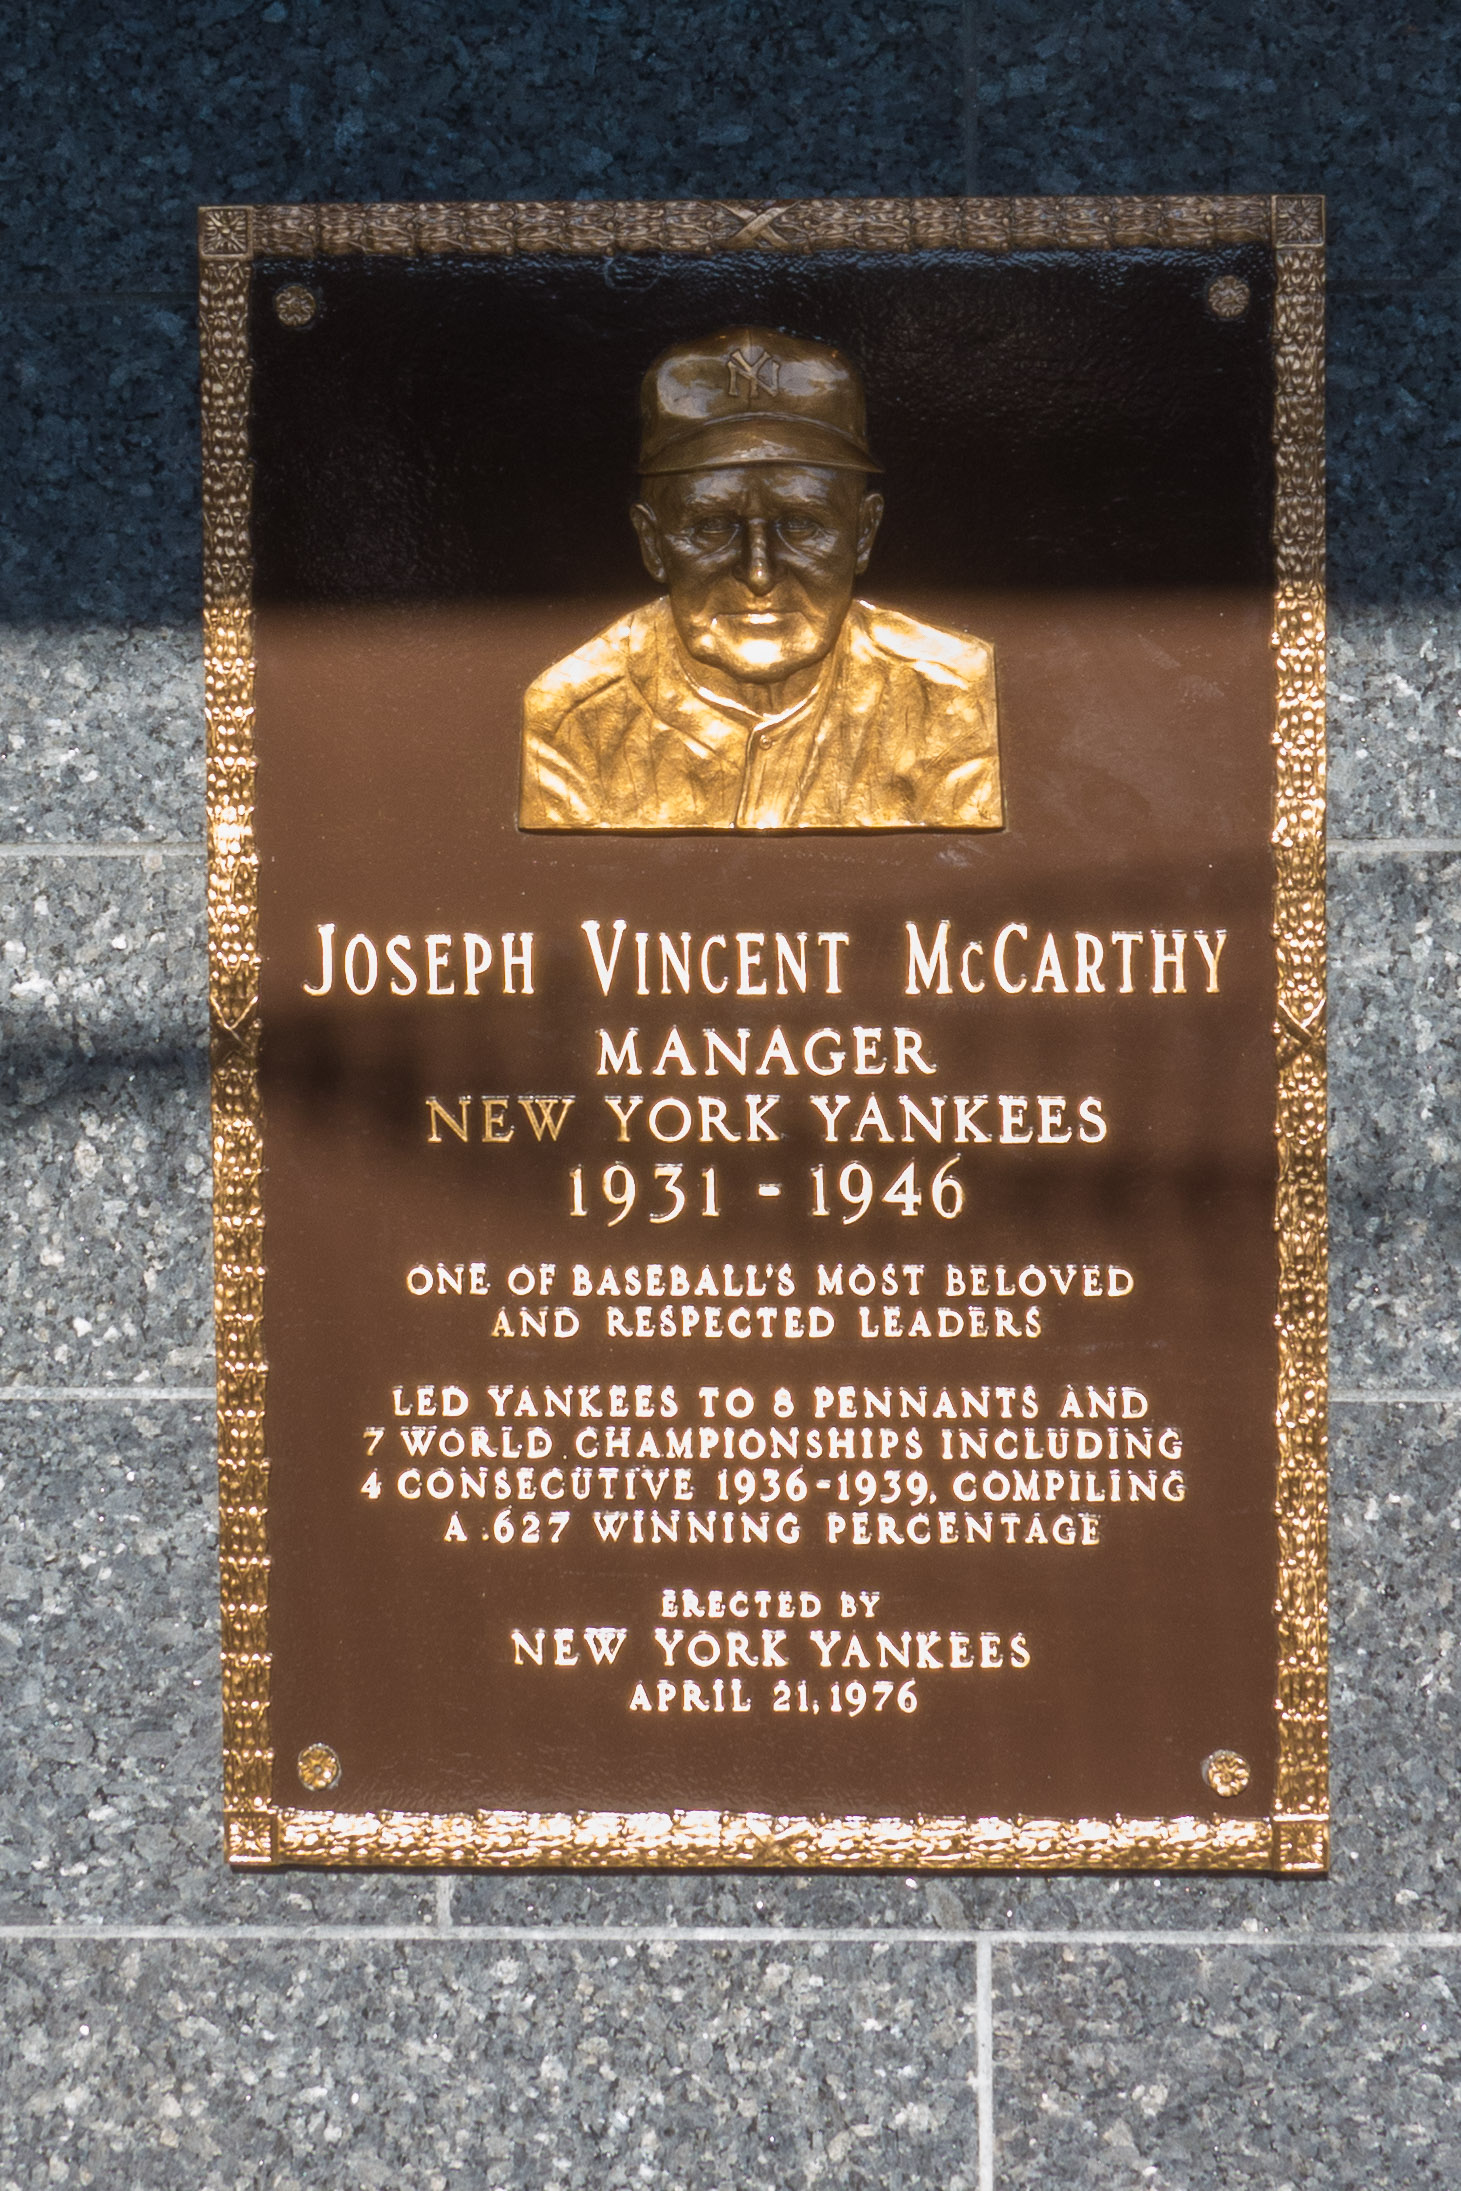 NY
JOSEPH VINCENT McCARTHY
MANAGER
NEW YORK YANKEES
1931 - 1946
ONE OF BASEBALL'S MOST BELOVED
AND RESPECTED LEADERS
LED YANKEES TO 8 PENNANTS AND
7 WORLD CHAMPIONSHIPS INCLUDING
4 CONSECUTIVE 1936-1939, COMPILING
A .627 WINNING PERCENTAGE
ERECTED BY
NEW YORK YANKEES
APRIL 21, 1976